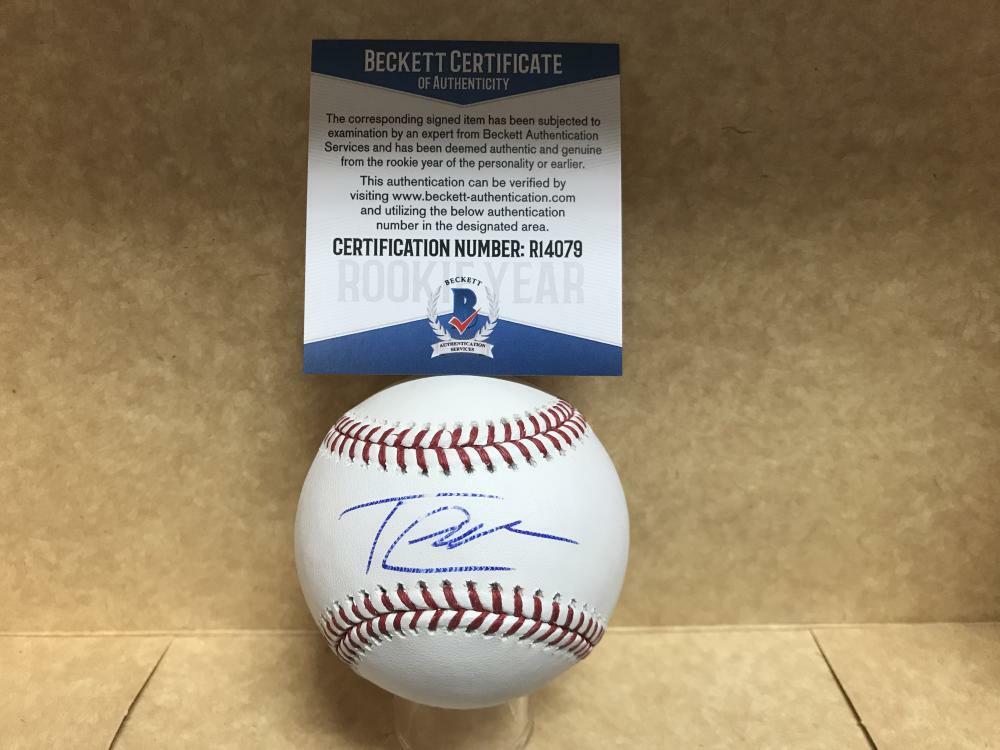 BECKETT CERTIFICATE
OF AUTHENTICITY
The corresponding signed item has been subjected to
examination by an expert from Beckett Authentication
Services and has been deemed authentic and genuine
from the rookie year of the personality or earlier.
This authentication can be verified by
visiting www.beckett-authentication.com
and utilizing the below authentication
number in the designated area.
CERTIFICATION NUMBER: R14079
ROOKIE YEAR
BECKETT
B
AUTHENTICATION
SERVICES